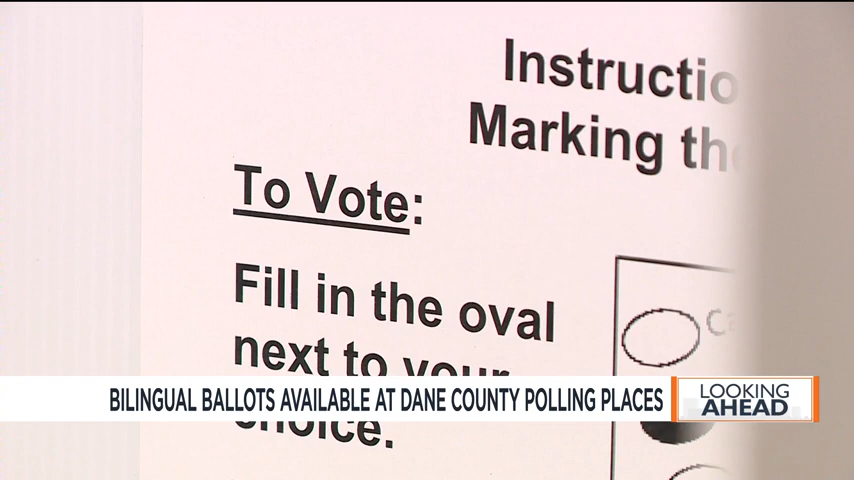 Instructio
Marking the
To Vote:
Fill in the oval
next to your
choice.
BILINGUAL BALLOTS AVAILABLE AT DANE COUNTY POLLING PLACES
LOOKING
AHEAD